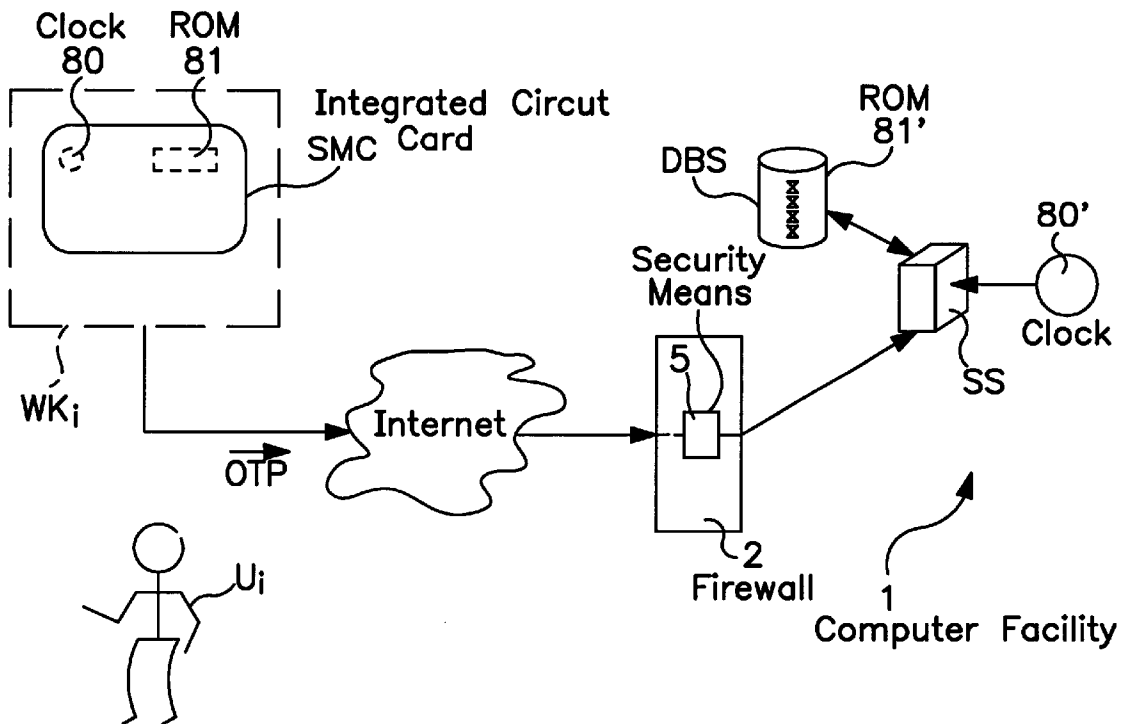 Clock
80
ROM
81
Integrated Circut
Card
SMC
ROM
81'
DBS
80'
Security
Means
Clock
5
SS
WKi
Internet
OTP
2
Firewall
Ui
1
Computer Facility